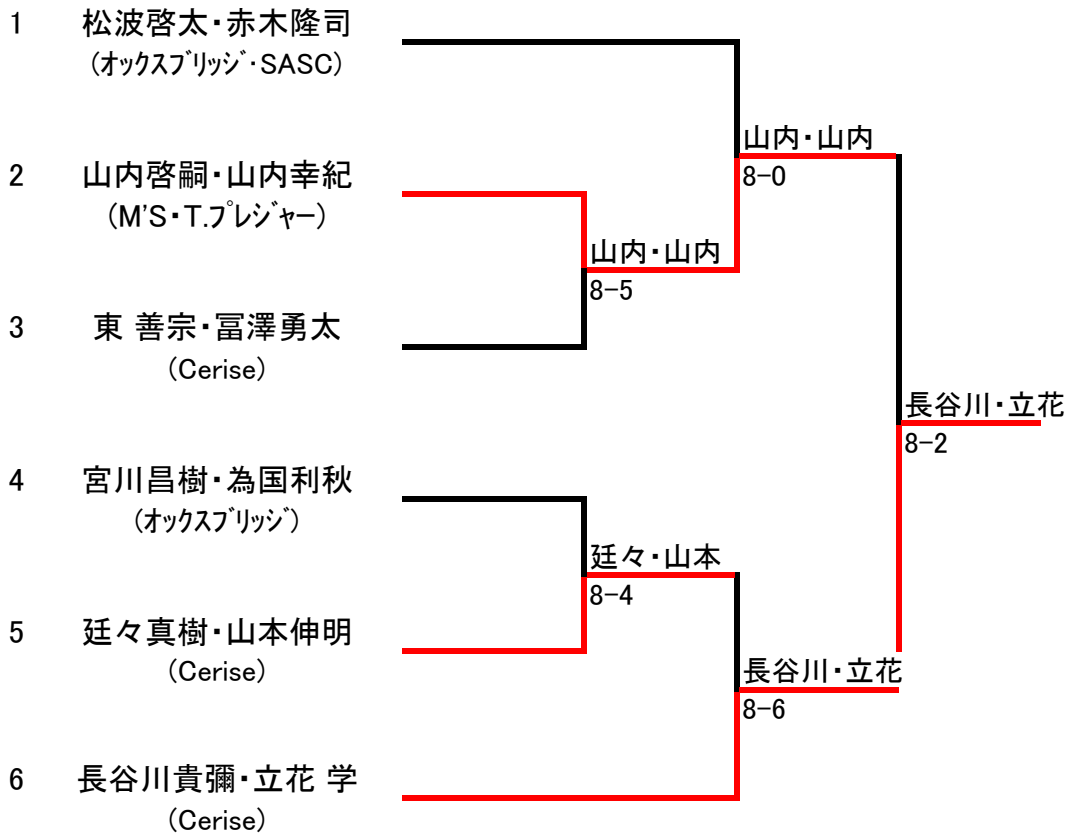 1 松波啓太・赤木隆司
(オックスブリッジ・SASC)
2 山内啓嗣・山内幸紀
(M'S・T.プレジャー)
3 東 善宗・冨澤勇太
(Cerise)
4 宮川昌樹・為国利秋
(オックスブリッジ)
5 廷々真樹・山本伸明
(Cerise)
6 長谷川貴彌・立花 学
(Cerise)
山内・山内
8-5
廷々・山本
8-4
山内・山内
8-0
長谷川・立花
8-6
長谷川・立花
8-2